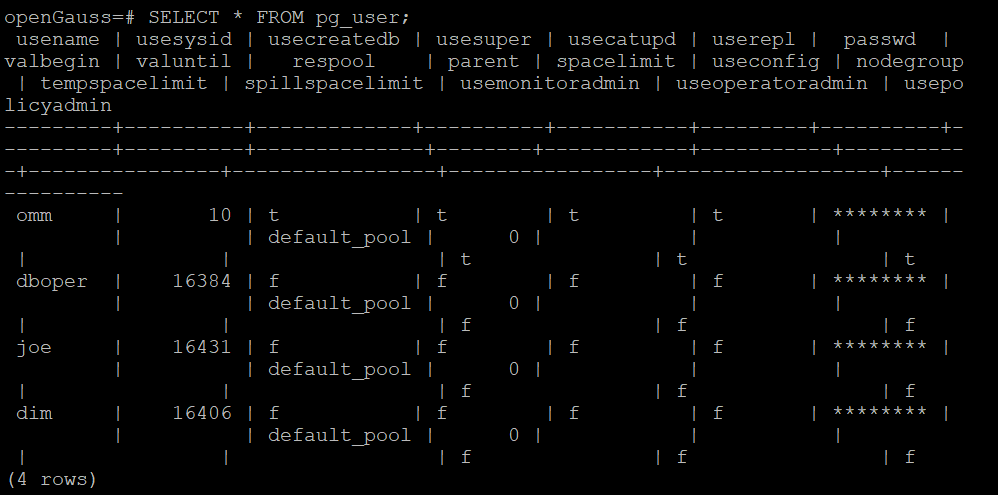 openGauss=# SELECT * FROM pg_user;
 usename | usesysid | usecreatedb | usesuper | usecatupd | userepl |  passwd  |
valbegin | valuntil |   respool    | parent | spacelimit | useconfig | nodegroup
 | tempspacelimit | spillspacelimit | usemonitoradmin | useoperatoradmin | usepo
licyadmin
---------+----------+-------------+----------+-----------+---------+----------+-
---------+----------+--------------+--------+------------+-----------+----------
-+----------------+-----------------+-----------------+------------------+------
----------
 omm     |       10 | t           | t        | t         | t       | ******** |
         |          | default_pool |      0 |            |           |
 |                |                 | t               | t                | t
 dboper  |    16384 | f           | f        | f         | f       | ******** |
         |          | default_pool |      0 |            |           |
 |                |                 | f               | f                | f
 joe     |    16431 | f           | f        | f         | f       | ******** |
         |          | default_pool |      0 |            |           |
 |                |                 | f               | f                | f
 dim     |    16406 | f           | f        | f         | f       | ******** |
         |          | default_pool |      0 |            |           |
 |                |                 | f               | f                | f
(4 rows)